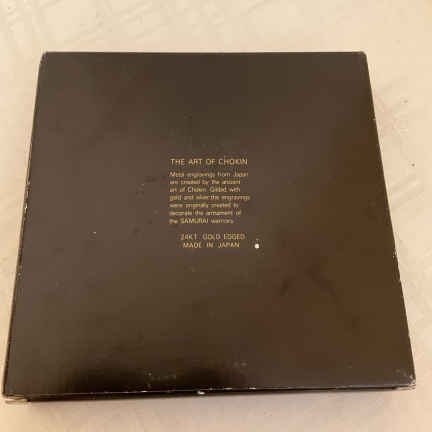 THE ART OF CHOKIN
Metal engravings from Japan
are created by the ancient
art of Chokin. Gilded with
gold and silver the engravings
were originally created to
decorate the armament of
the SAMURAI warriors.
24KT GOLD EDGED
MADE IN JAPAN